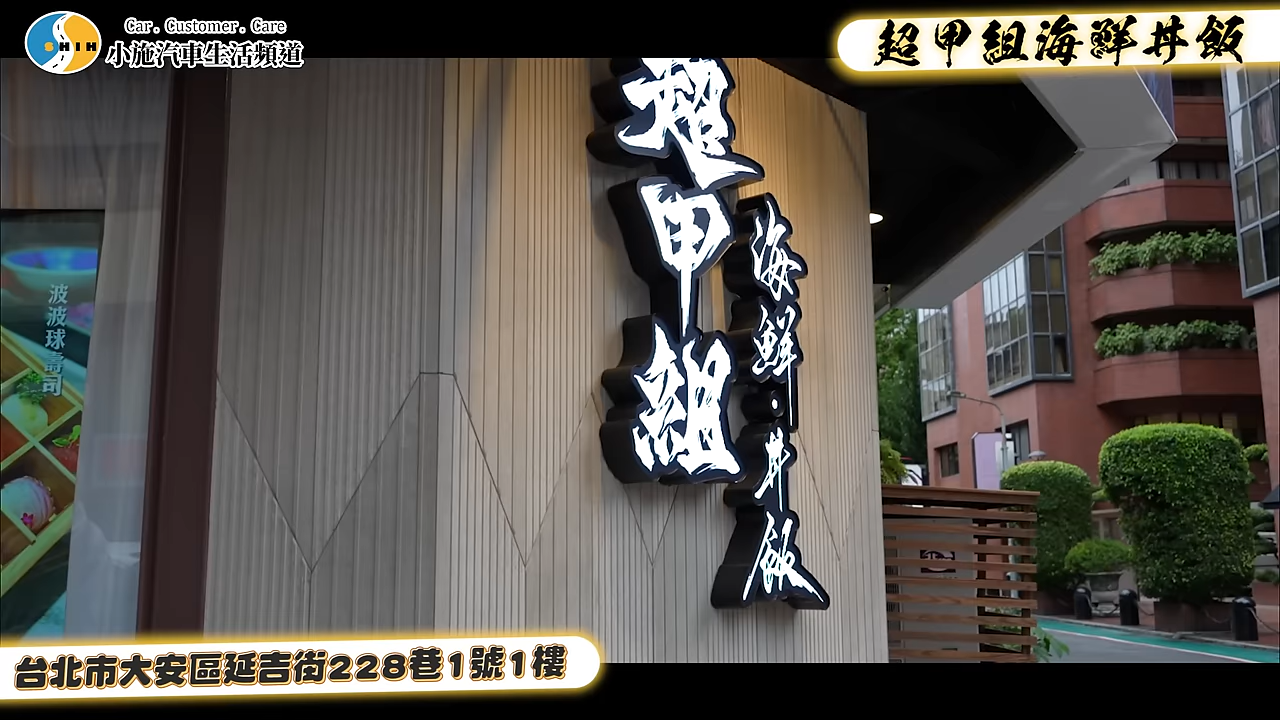 Car. Customer. Care
SHIH
小施汽車生活頻道
超甲組海鮮丼飯
超甲組
海鮮·丼飯
波波球壽司
台北市大安區延吉街228巷1號1樓